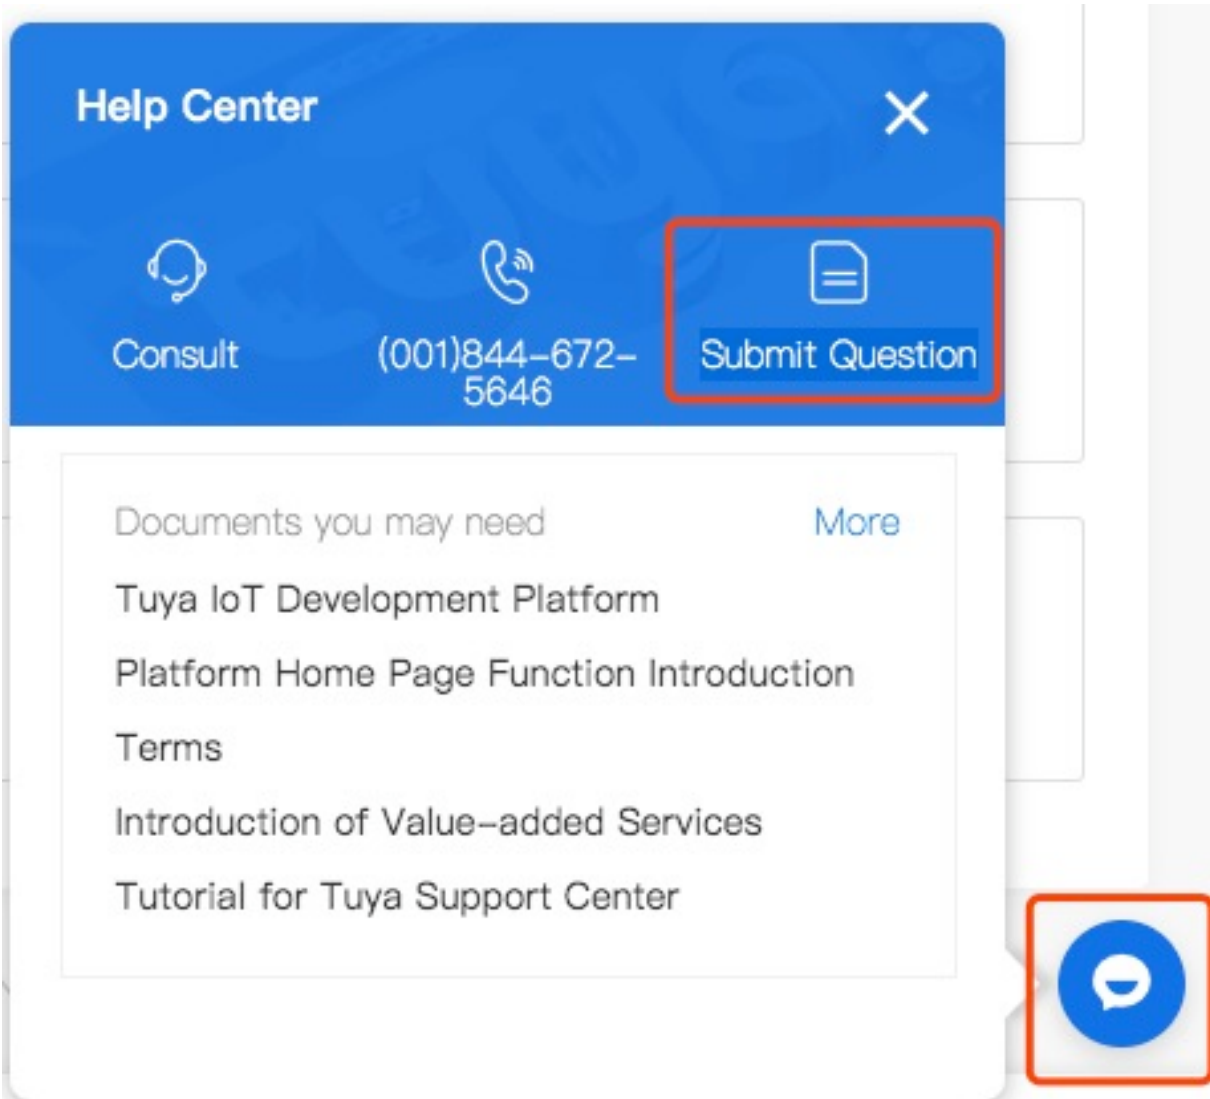 Help Center
Consult
(001)844-672-
5646
Submit Question
Documents you may need
More
Tuya IoT Development Platform
Platform Home Page Function Introduction
Terms
Introduction of Value-added Services
Tutorial for Tuya Support Center